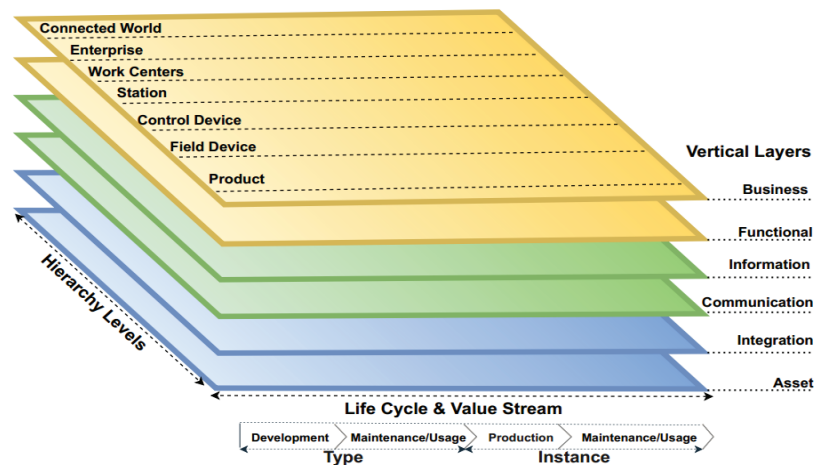 Connected World
Enterprise
Work Centers
Station
Control Device
Field Device
Product
Vertical Layers
Business
Functional
Information
Communication
Integration
Asset
Hierarchy Levels
Life Cycle & Value Stream
Development Maintenance/Usage Production Maintenance/Usage
Type Instance